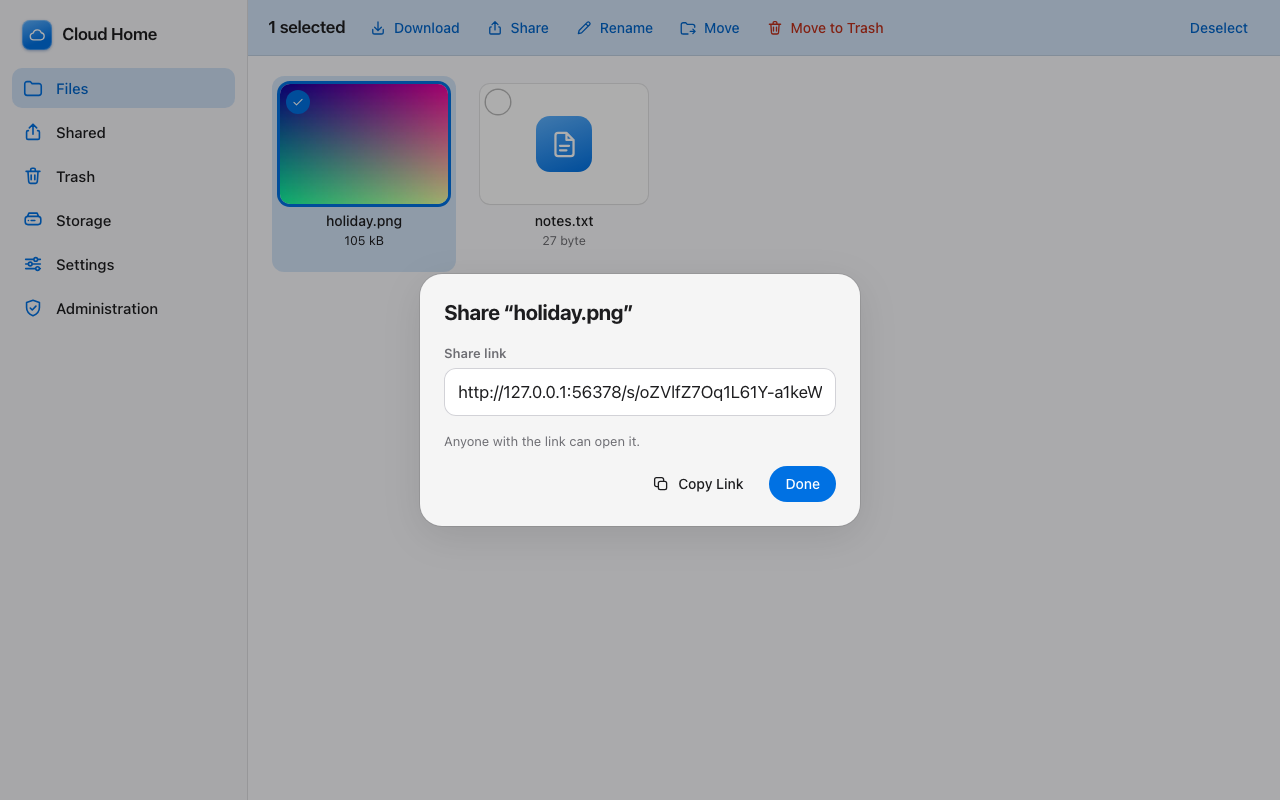 Cloud Home
Files
Shared
Trash
Storage
Settings
Administration
1 selected
Download
Share
Rename
Move
Move to Trash
Deselect
holiday.png
105 kB
notes.txt
27 byte
Share “holiday.png”
Share link
http://127.0.0.1:56378/s/oZVlfZ7Oq1L61Y-a1keW
Anyone with the link can open it.
Copy Link
Done